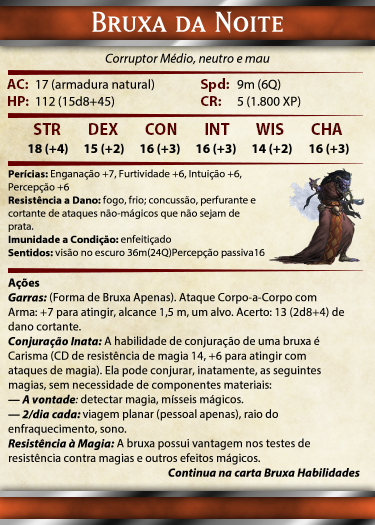 BRUXA DA NOITE
Corruptor Médio, neutro e mau
AC: 17 (armadura natural) Spd: 9m (6Q)
HP: 112 (15d8+45) CR: 5 (1.800 XP)
STR DEX CON INT WIS CHA
18 (+4) 15 (+2) 16 (+3) 16 (+3) 14 (+2) 16 (+3)
Perícias: Enganação +7, Furtividade +6, Intuição +6,
Percepção +6
Resistência a Dano: fogo, frio; concussão, perfurante e
cortante de ataques não-mágicos que não sejam de
prata.
Imunidade a Condição: enfeitiçado
Sentidos: visão no escuro 36m(24Q)Percepção passiva16
Ações
Garras: (Forma de Bruxa Apenas). Ataque Corpo-a-Corpo com
Arma: +7 para atingir, alcance 1,5 m, um alvo. Acerto: 13 (2d8+4) de
dano cortante.
Conjuração Inata: A habilidade de conjuração de uma bruxa é
Carisma (CD de resistência de magia 14, +6 para atingir com
ataques de magia). Ela pode conjurar, inatamente, as seguintes
magias, sem necessidade de componentes materiais:
— A vontade: detectar magia, mísseis mágicos.
— 2/dia cada: viagem planar (pessoal apenas), raio do
enfraquecimento, sono.
Resistência à Magia: A bruxa possui vantagem nos testes de
resistência contra magias e outros efeitos mágicos.
Continua na carta Bruxa Habilidades